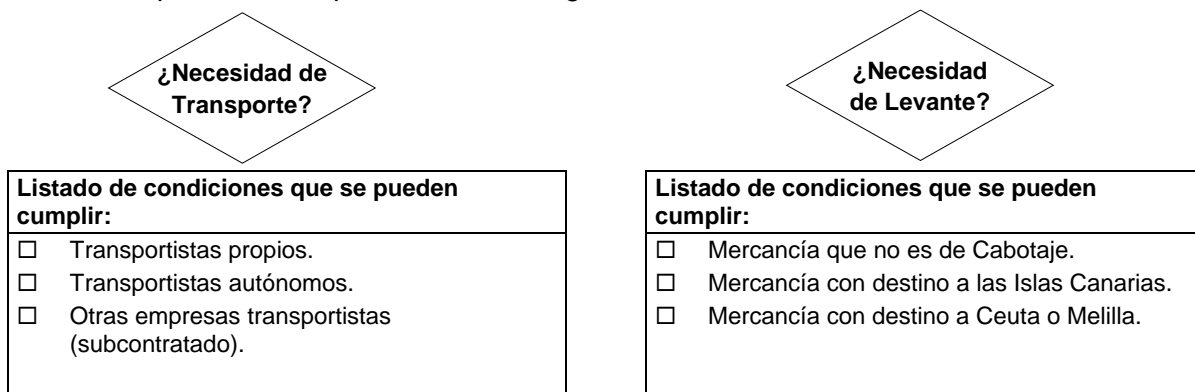 ¿Necesidad de
Transporte?
Listado de condiciones que se pueden
cumplir:
☐ Transportistas propios.
☐ Transportistas autónomos.
☐ Otras empresas transportistas
(subcontratado).
¿Necesidad
de Levante?
Listado de condiciones que se pueden
cumplir:
☐ Mercancía que no es de Cabotaje.
☐ Mercancía con destino a las Islas Canarias.
☐ Mercancía con destino a Ceuta o Melilla.